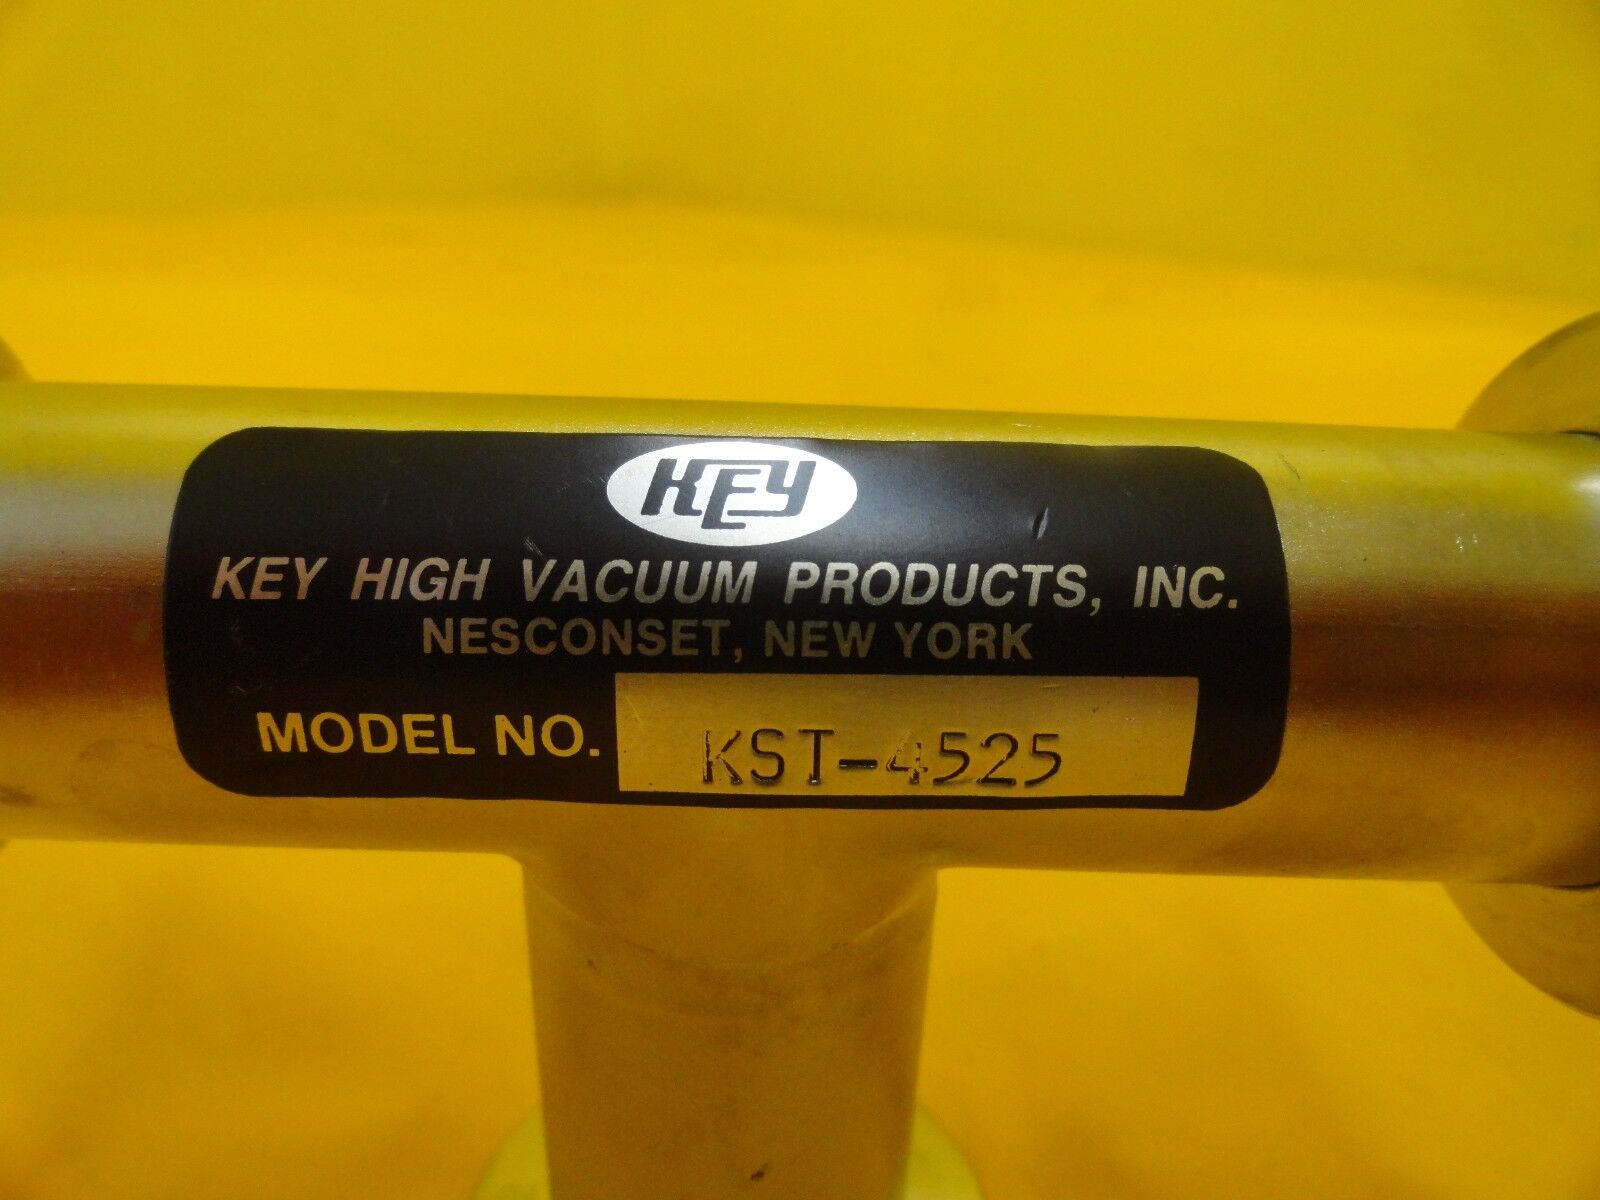 KEY
KEY HIGH VACUUM PRODUCTS, INC.
NESCONSET, NEW YORK
MODEL NO. KST-4525